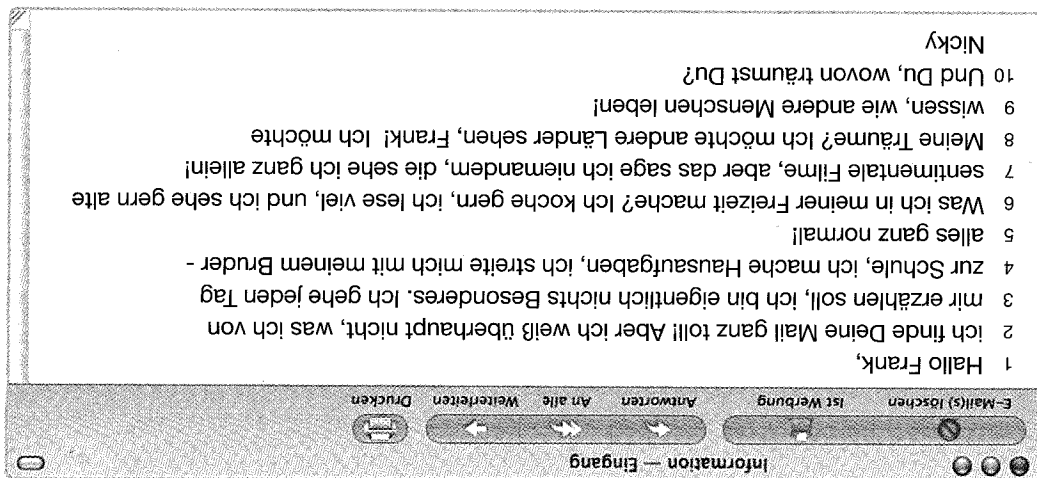 Information — Eingang
E-Mail(s) löschen Ist Werbung Antworten An alle Weiterleiten Drucken
1 Hallo Frank,
2 ich finde Deine Mail ganz toll! Aber ich weiß überhaupt nicht, was ich von
3 mir erzählen soll, ich bin eigentlich nichts Besonderes. Ich gehe jeden Tag
4 zur Schule, ich mache Hausaufgaben, ich streite mich mit meinem Bruder -
5 alles ganz normal!
6 Was ich in meiner Freizeit mache? Ich koche gern, ich lese viel, und ich sehe gern alte
7 sentimentale Filme, aber das sage ich niemandem, die sehe ich ganz allein!
8 Meine Träume? Ich möchte andere Länder sehen, Frank! Ich möchte
9 wissen, wie andere Menschen leben!
10 Und Du, wovon träumst Du?
Nicky